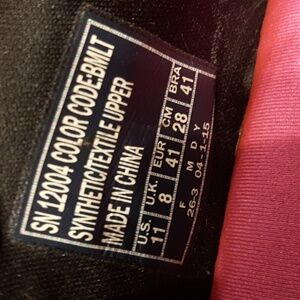 SN 12004 COLOR CODE:BMLT
SYNTHETIC/TEXTILE UPPER
MADE IN CHINA
U.S. U.K. EUR CM BRA
11 8 41 28 41
F M D Y
26-3 04-1-15